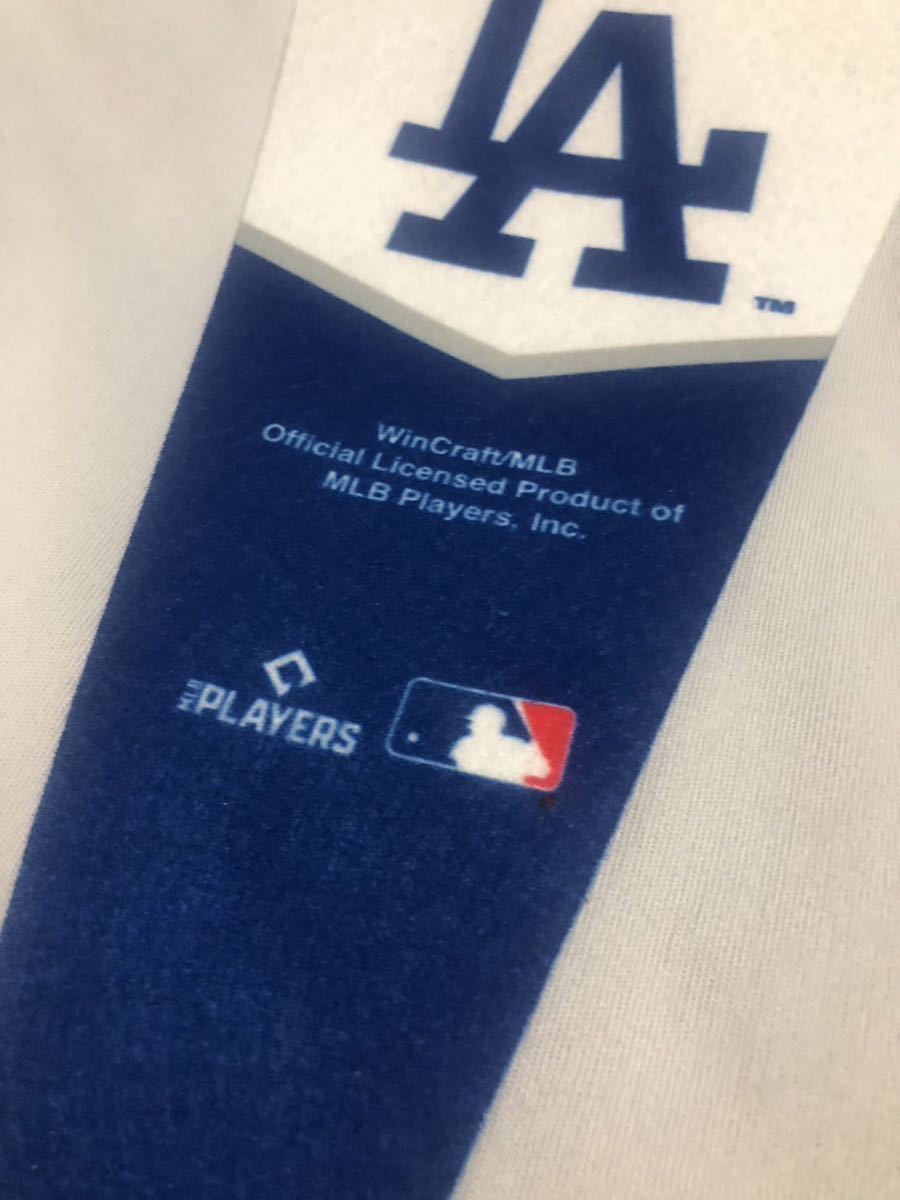 LA
TM
WinCraft/MLB
Official Licensed Product of
MLB Players, Inc.
MLB PLAYERS